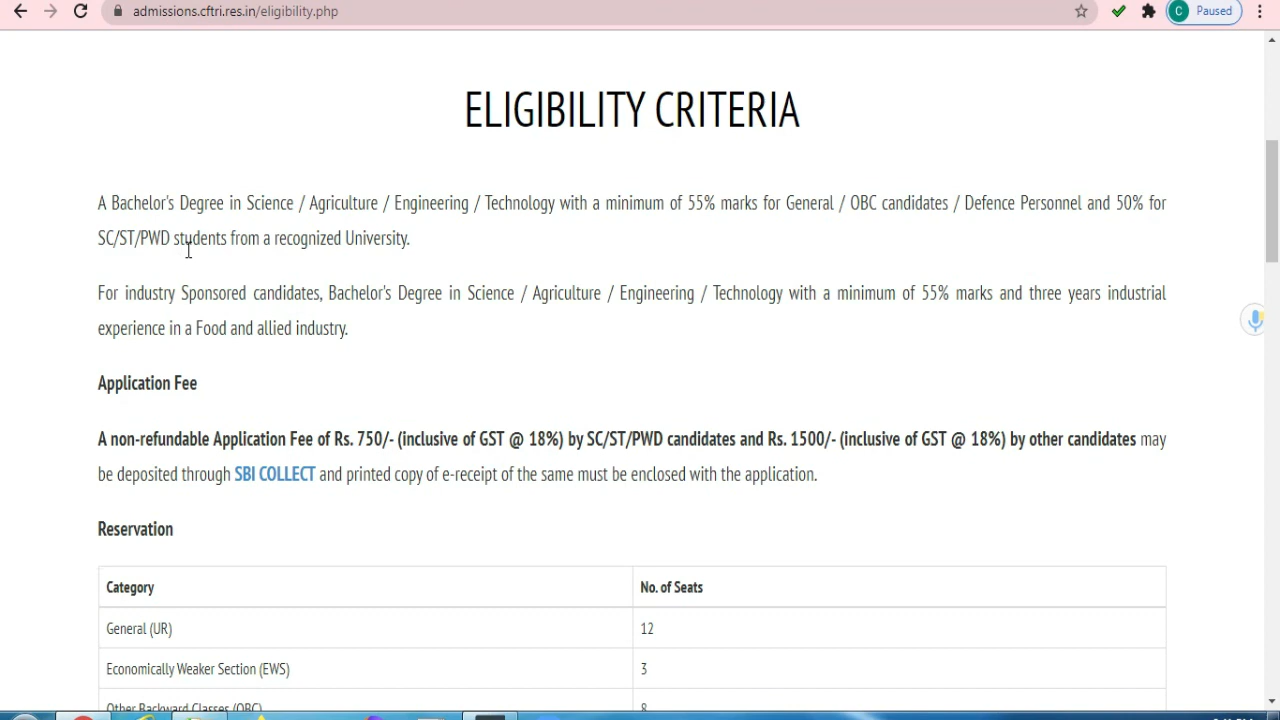 admissions.cftri.res.in/eligibility.php
C Paused
ELIGIBILITY CRITERIA
A Bachelor's Degree in Science / Agriculture / Engineering / Technology with a minimum of 55% marks for General / OBC candidates / Defence Personnel and 50% for
SC/ST/PWD students from a recognized University.
For industry Sponsored candidates, Bachelor's Degree in Science / Agriculture / Engineering / Technology with a minimum of 55% marks and three years industrial
experience in a Food and allied industry.
Application Fee
A non-refundable Application Fee of Rs. 750/- (inclusive of GST @ 18%) by SC/ST/PWD candidates and Rs. 1500/- (inclusive of GST @ 18%) by other candidates may
be deposited through SBI COLLECT and printed copy of e-receipt of the same must be enclosed with the application.
Reservation
Category No. of Seats
General (UR) 12
Economically Weaker Section (EWS) 3
Other Backward Classes (OBC) 8